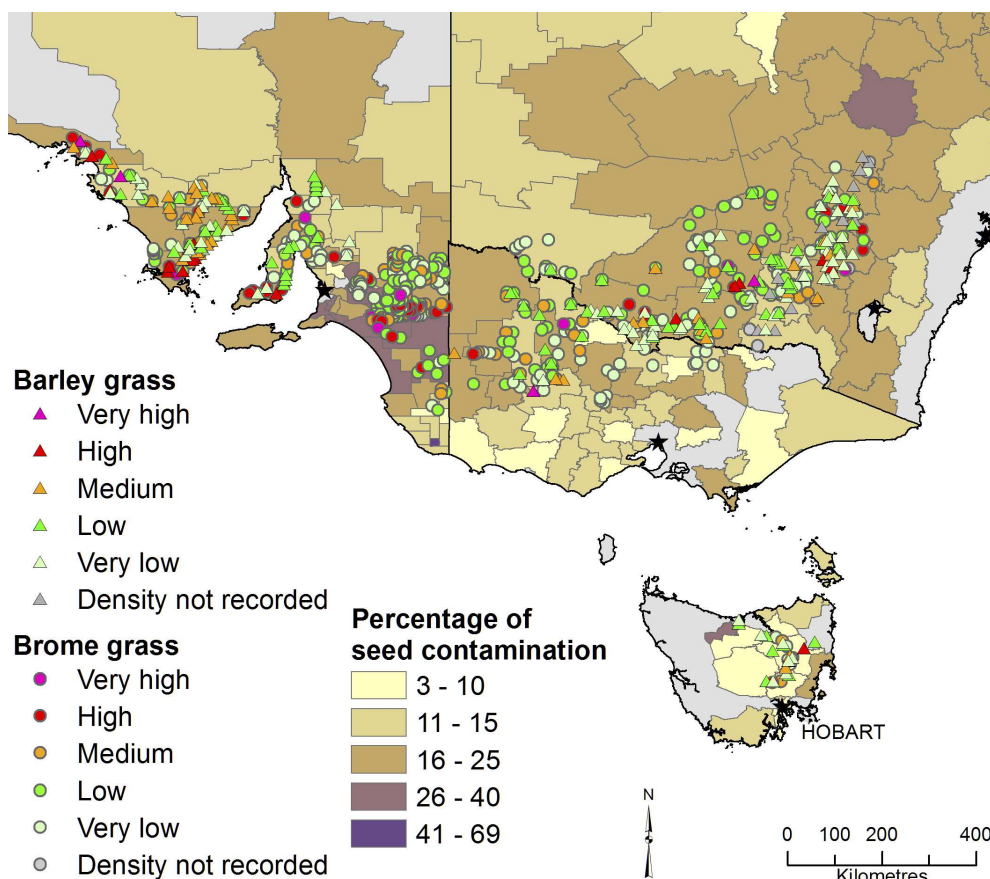 Barley grass
Very high
High
Medium
Low
Very low
Density not recorded
Brome grass
Very high
High
Medium
Low
Very low
Density not recorded
Percentage of
seed contamination
3 - 10
11 - 15
16 - 25
26 - 40
41 - 69
HOBART
N
0 100 200 400
Kilometres